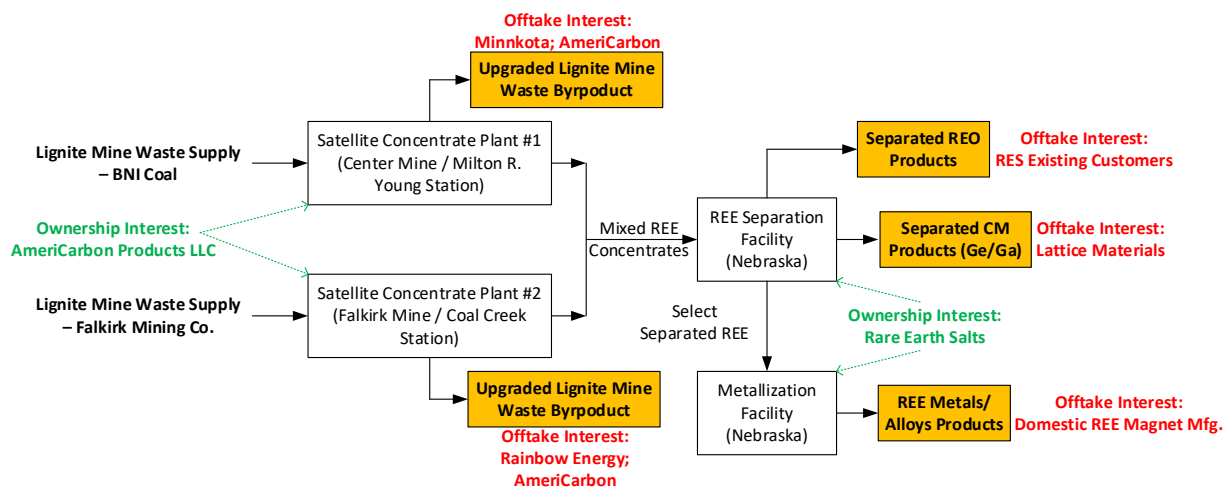 Offtake Interest:
Minnkota; AmeriCarbon
Upgraded Lignite Mine
Waste Byrpoduct
Lignite Mine Waste Supply
– BNI Coal
Satellite Concentrate Plant #1
(Center Mine / Milton R.
Young Station)
Separated REO
Products
Offtake Interest:
RES Existing Customers
Ownership Interest:
AmeriCarbon Products LLC
Mixed REE
Concentrates
REE Separation
Facility
(Nebraska)
Separated CM
Products (Ge/Ga)
Offtake Interest:
Lattice Materials
Lignite Mine Waste Supply
– Falkirk Mining Co.
Satellite Concentrate Plant #2
(Falkirk Mine / Coal Creek
Station)
Select
Separated REE
Ownership Interest:
Rare Earth Salts
Upgraded Lignite Mine
Waste Byrpoduct
Offtake Interest:
Rainbow Energy;
AmeriCarbon
Metallization
Facility
(Nebraska)
REE Metals/
Alloys Products
Offtake Interest:
Domestic REE Magnet Mfg.